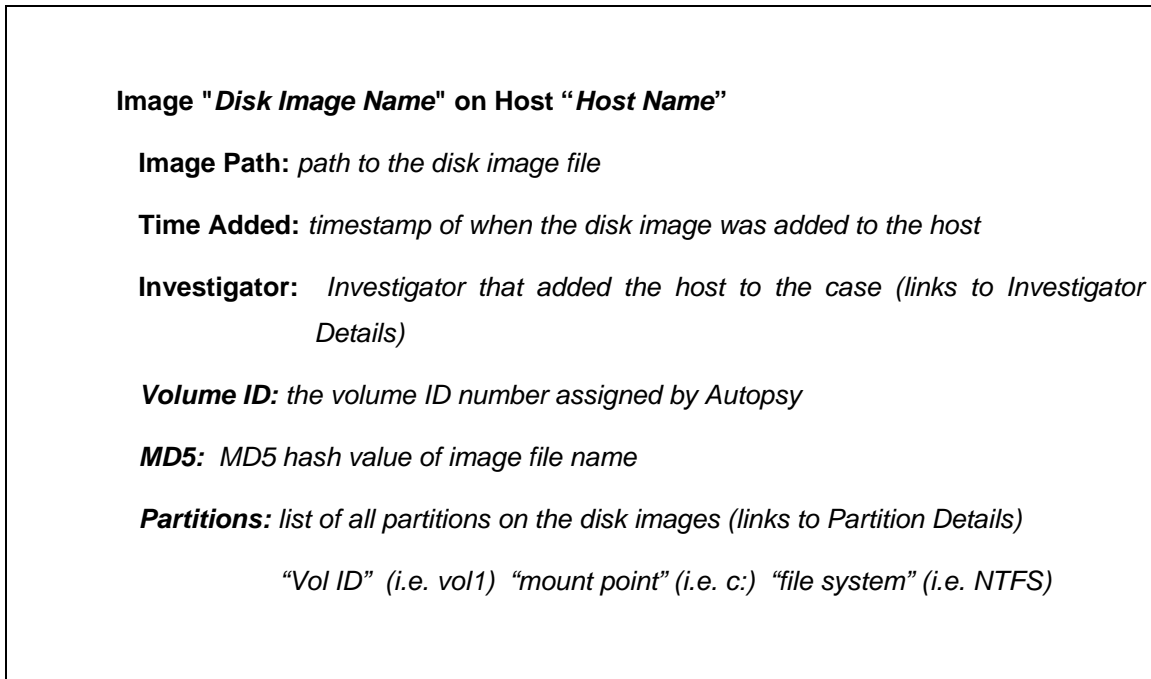 Image "Disk Image Name" on Host “Host Name”
Image Path: path to the disk image file
Time Added: timestamp of when the disk image was added to the host
Investigator: Investigator that added the host to the case (links to Investigator
Details)
Volume ID: the volume ID number assigned by Autopsy
MD5: MD5 hash value of image file name
Partitions: list of all partitions on the disk images (links to Partition Details)
“Vol ID” (i.e. vol1) “mount point” (i.e. c:) “file system” (i.e. NTFS)